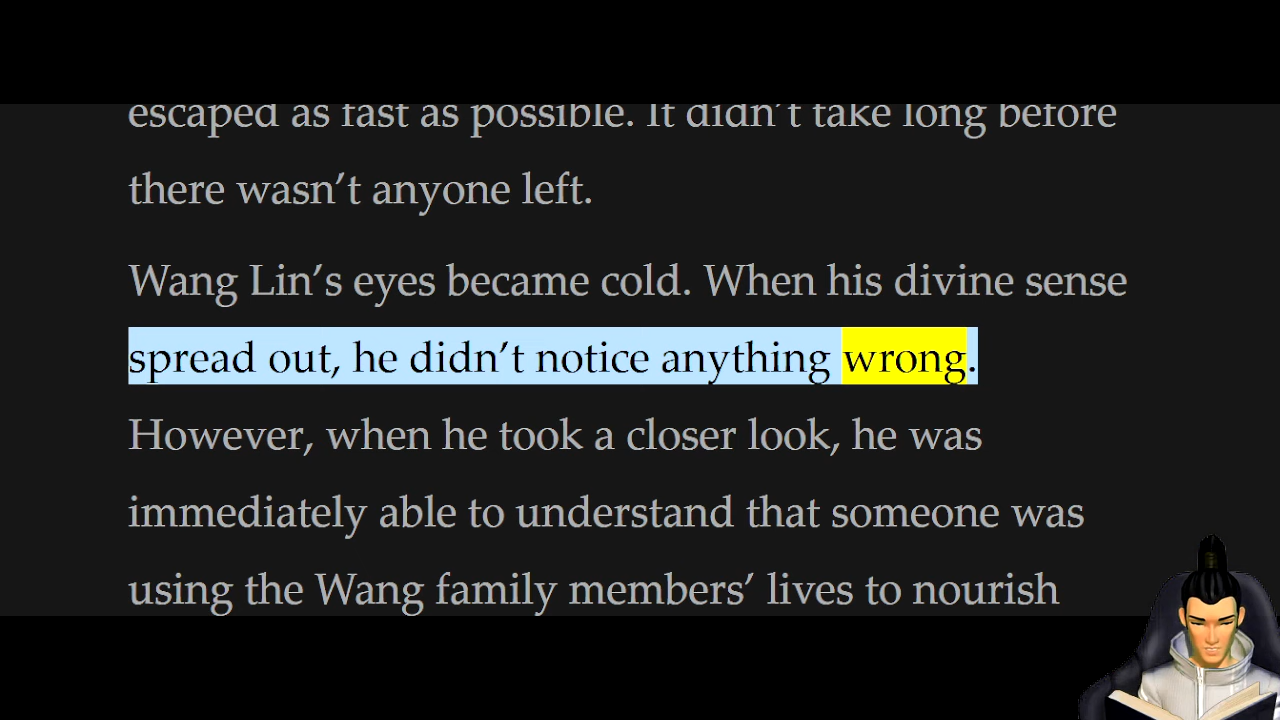 escaped as fast as possible. It didn’t take long before
there wasn’t anyone left.
Wang Lin’s eyes became cold. When his divine sense
spread out, he didn’t notice anything wrong.
However, when he took a closer look, he was
immediately able to understand that someone was
using the Wang family members’ lives to nourish